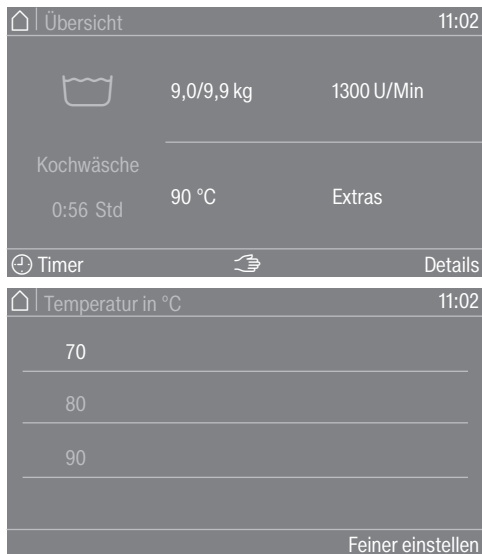 Übersicht 11:02
9,0/9,9 kg 1300 U/Min
Kochwäsche
0:56 Std
90 °C Extras
Timer Details
Temperatur in °C 11:02
70
80
90
Feiner einstellen